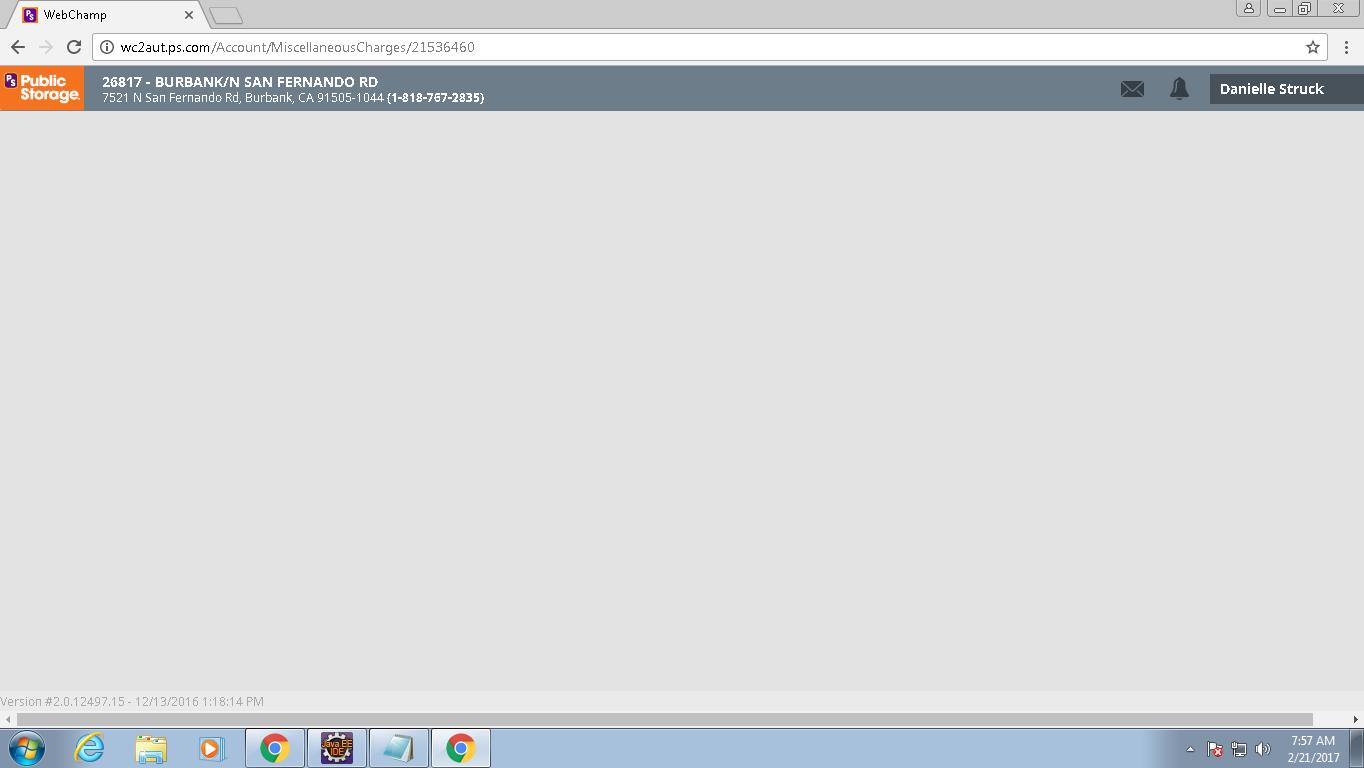 WebChamp
wc2aut.ps.com/Account/MiscellaneousCharges/21536460
PS Public Storage.
26817 - BURBANK/N SAN FERNANDO RD
7521 N San Fernando Rd, Burbank, CA 91505-1044 (1-818-767-2835)
Danielle Struck
Version #2.0.12497.15 - 12/13/2016 1:18:14 PM
Java EE
IDE
7:57 AM
2/21/2017